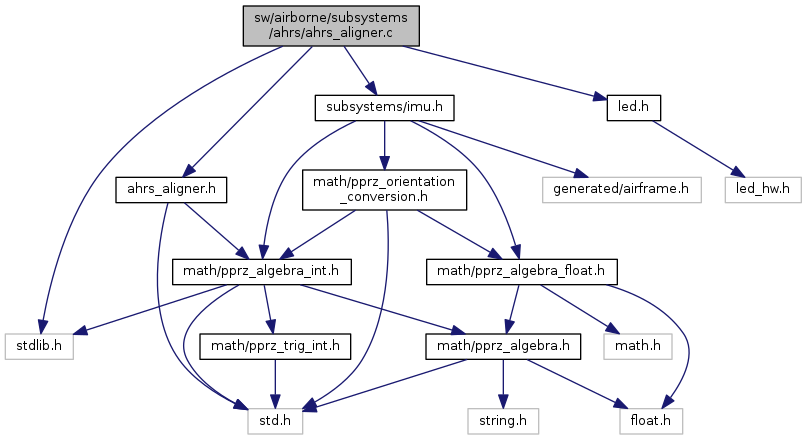 sw/airborne/subsystems
/ahrs/ahrs_aligner.c
subsystems/imu.h
led.h
ahrs_aligner.h
math/pprz_orientation
_conversion.h
generated/airframe.h
led_hw.h
math/pprz_algebra_int.h
math/pprz_algebra_float.h
stdlib.h
math/pprz_trig_int.h
math/pprz_algebra.h
math.h
std.h
string.h
float.h